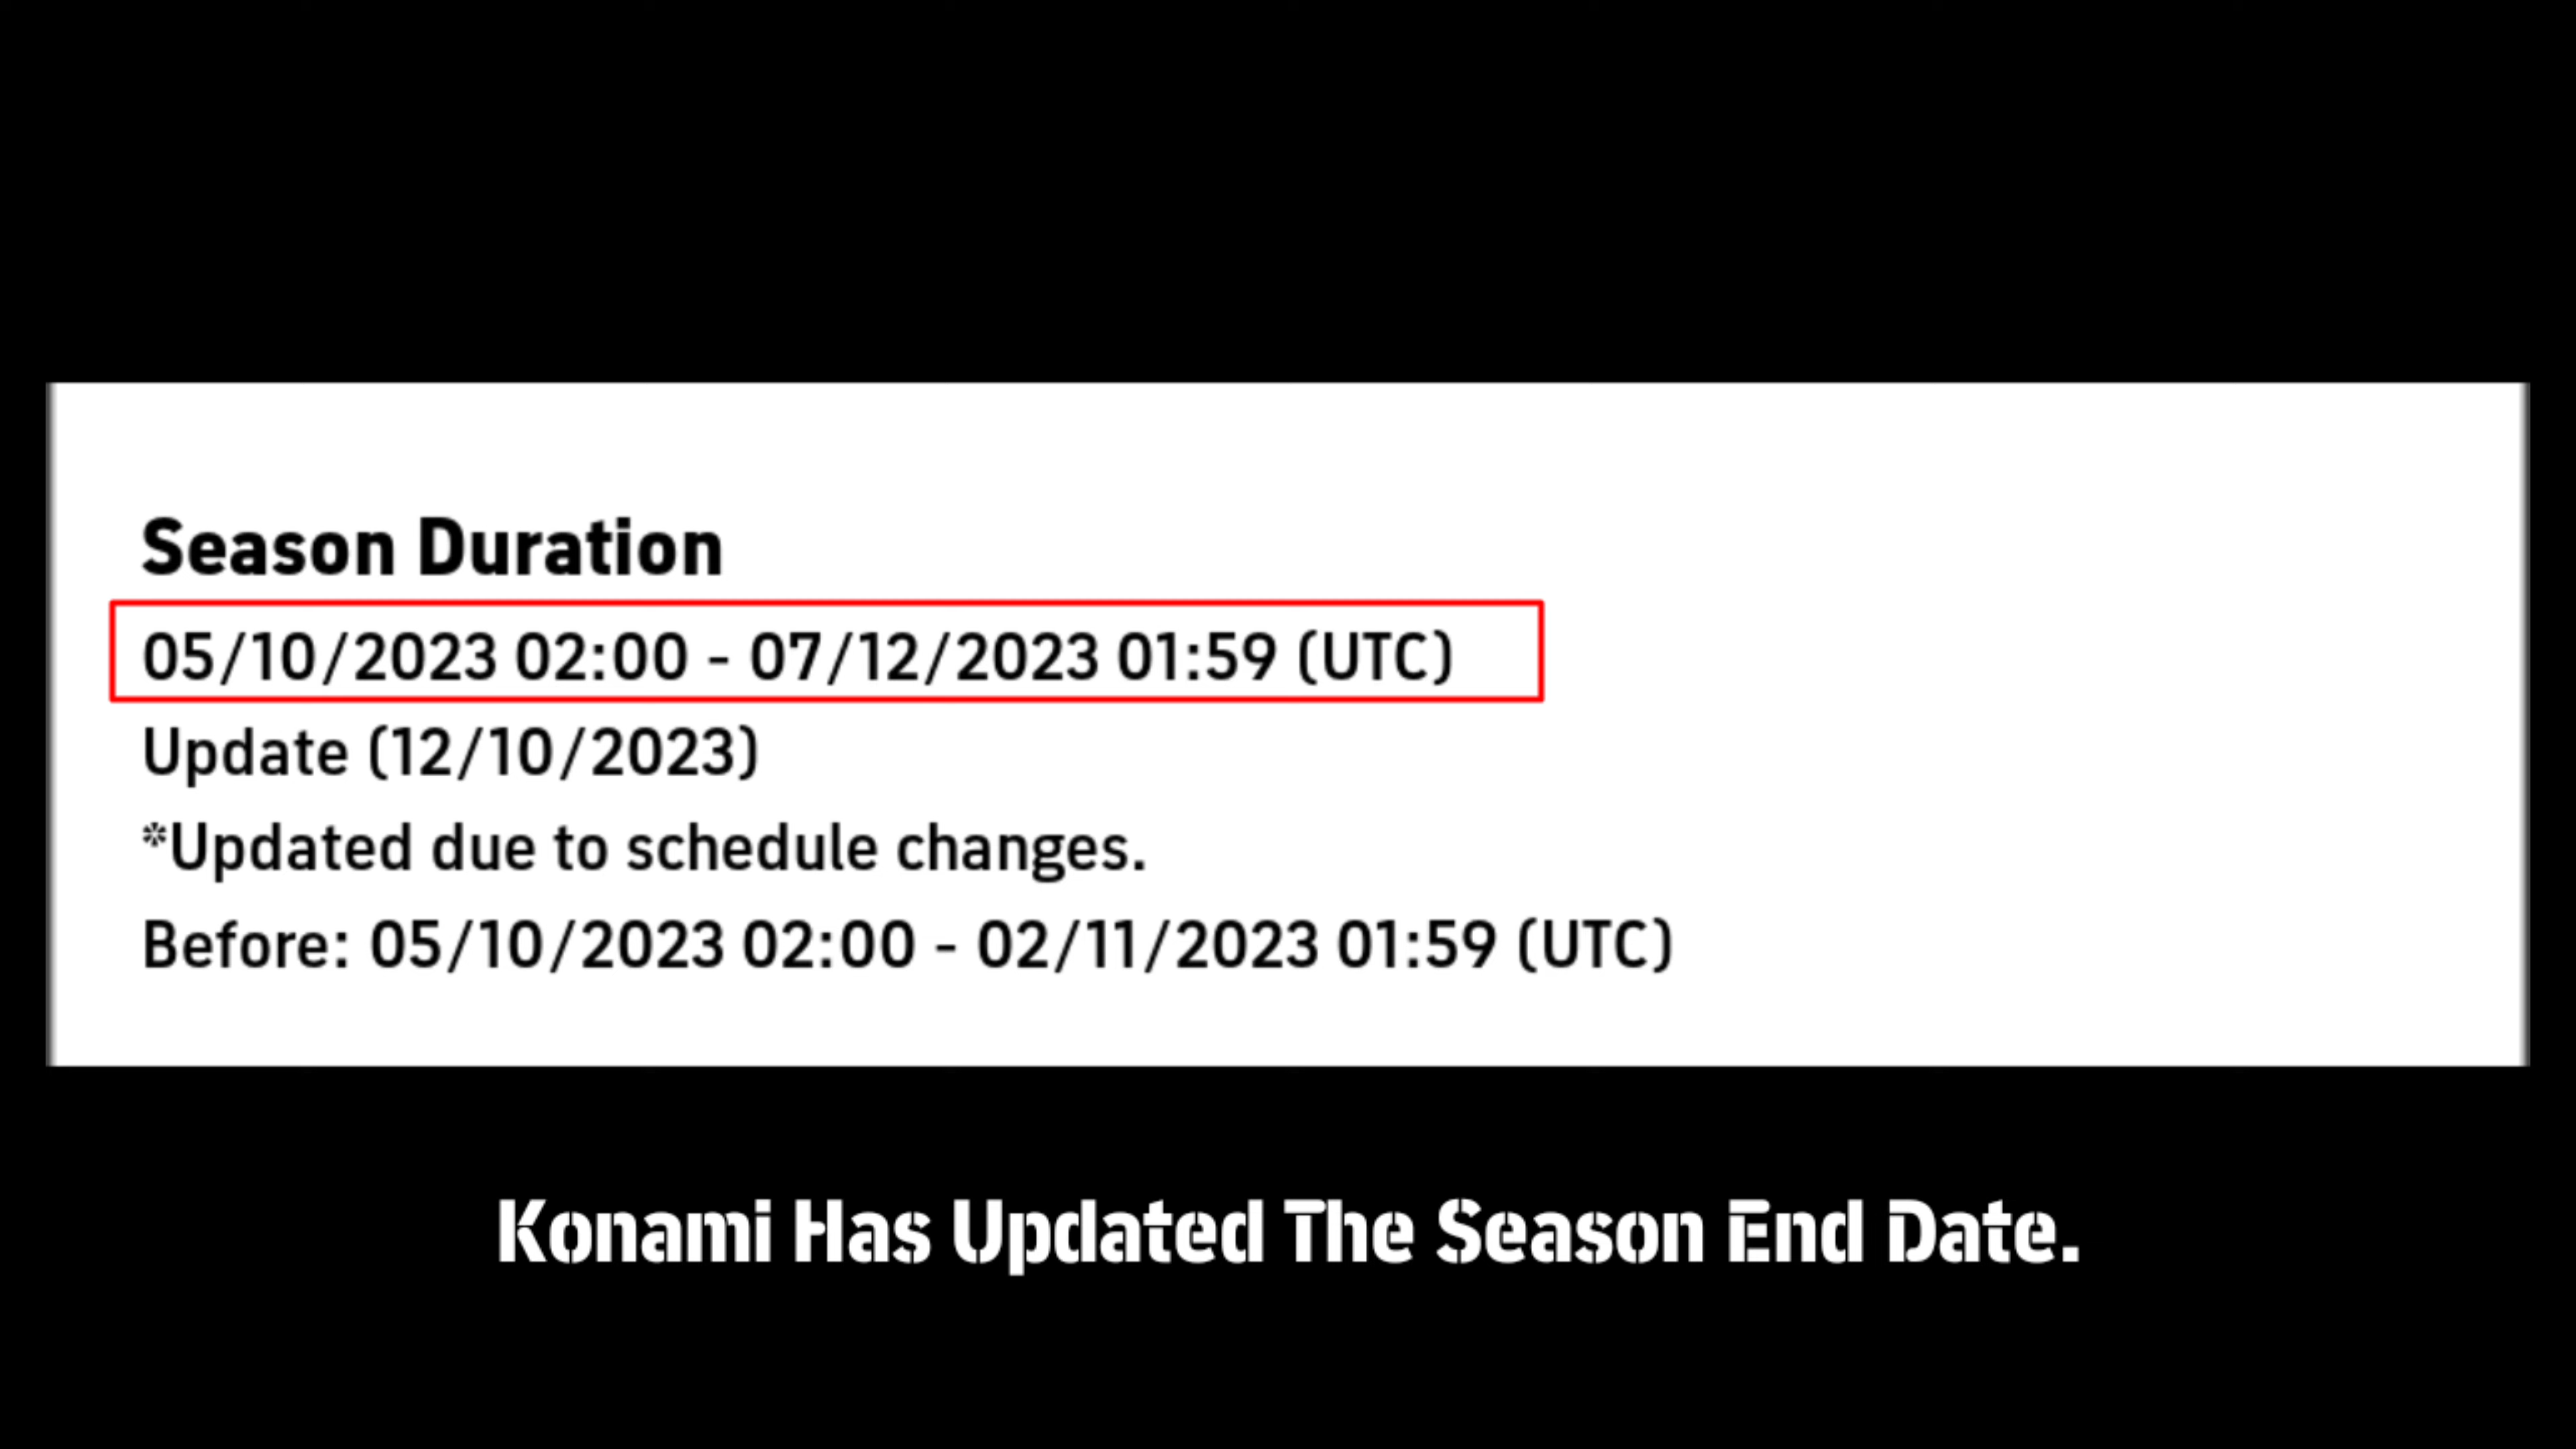 Season Duration
05/10/2023 02:00 - 07/12/2023 01:59 (UTC)
Update (12/10/2023)
*Updated due to schedule changes.
Before: 05/10/2023 02:00 - 02/11/2023 01:59 (UTC)
Konami Has Updated The Season End Date.